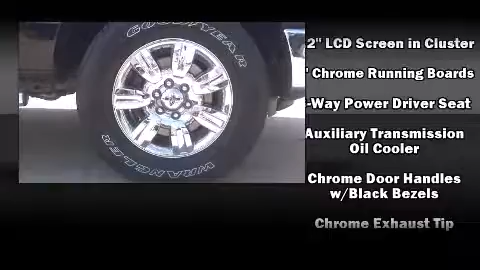 GOODYEAR
WRANGLER
2" LCD Screen in Cluster
" Chrome Running Boards
-Way Power Driver Seat
Auxiliary Transmission
Oil Cooler
Chrome Door Handles
w/Black Bezels
Chrome Exhaust Tip